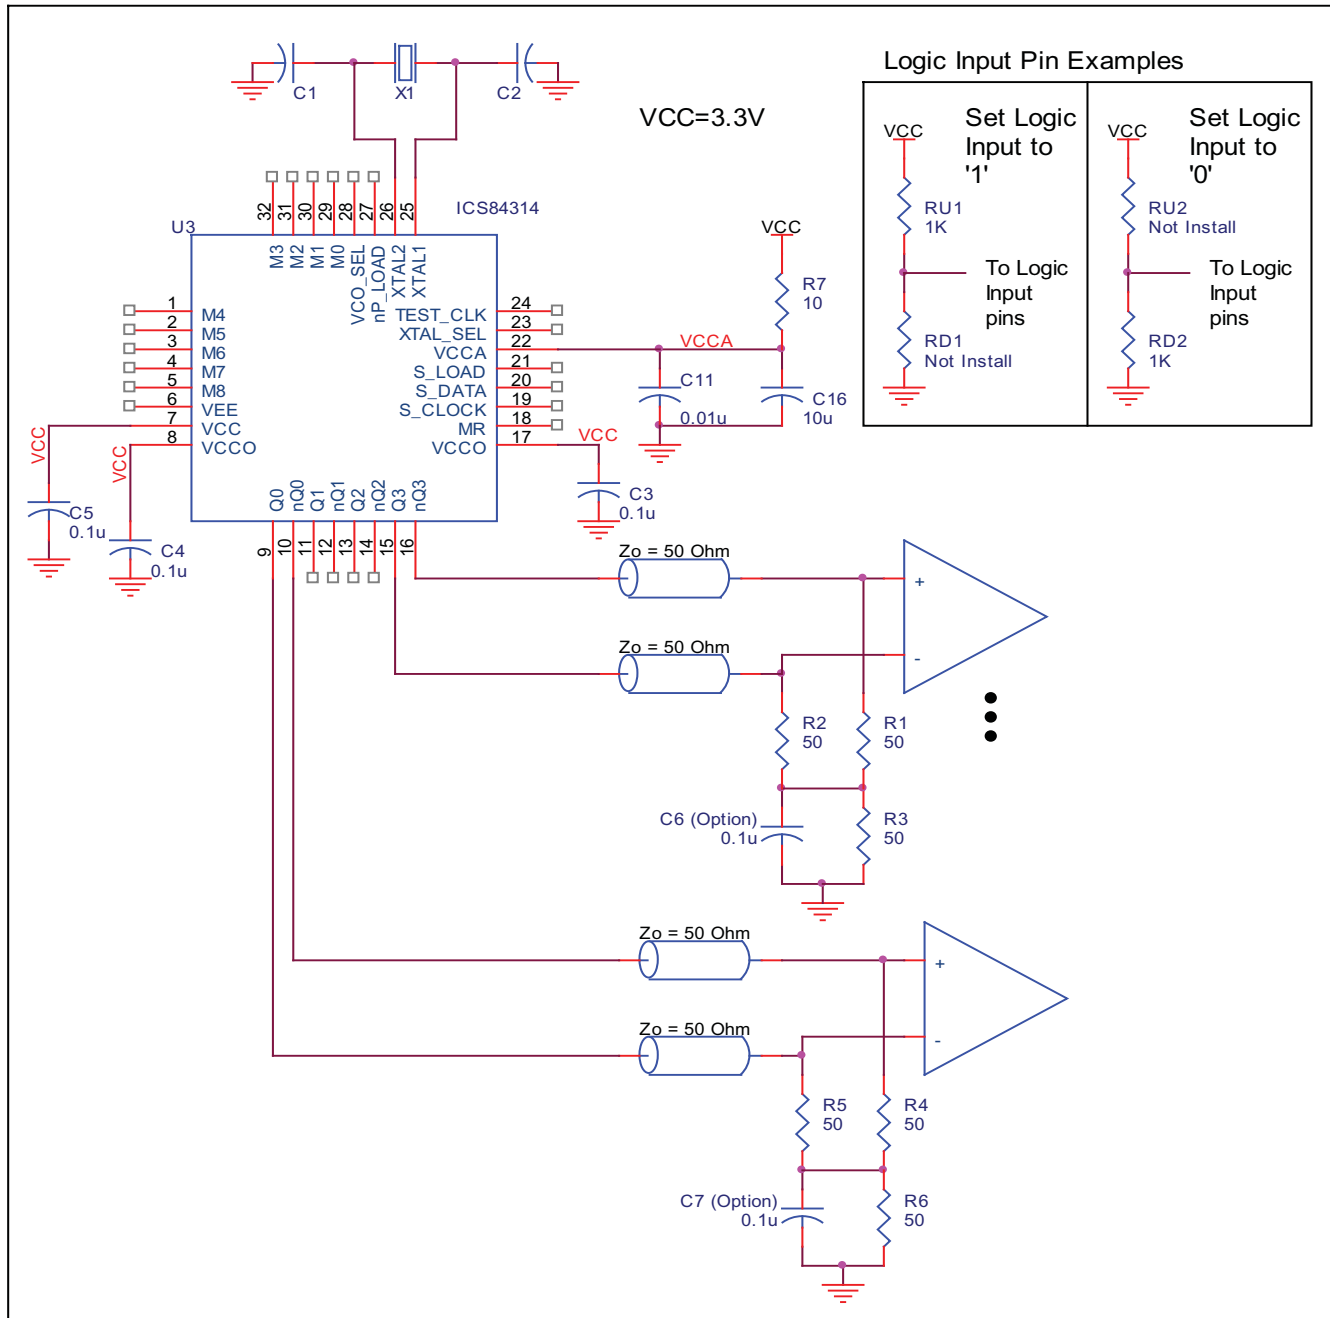 C1
X1
C2
VCC=3.3V
Logic Input Pin Examples
VCC
Set Logic
Input to
'1'
RU1
1K
To Logic
Input
pins
RD1
Not Install
VCC
Set Logic
Input to
'0'
RU2
Not Install
To Logic
Input
pins
RD2
1K
U3
ICS84314
32
31
30
29
28
27
26
25
M3
M2
M1
M0
VCO_SEL
nP_LOAD
XTAL2
XTAL1
1 M4
2 M5
3 M6
4 M7
5 M8
6 VEE
7 VCC
8 VCCO
TEST_CLK 24
XTAL_SEL 23
VCCA 22
S_LOAD 21
S_DATA 20
S_CLOCK 19
MR 18
VCCO 17
Q0
nQ0
Q1
nQ1
Q2
nQ2
Q3
nQ3
9
10
11
12
13
14
15
16
VCC
R7
10
VCCA
C11
0.01u
C16
10u
VCC
C3
0.1u
VCC
VCC
C5
0.1u
C4
0.1u
Zo = 50 Ohm
+
Zo = 50 Ohm
-
R2
50
R1
50
C6 (Option)
0.1u
R3
50
Zo = 50 Ohm
+
Zo = 50 Ohm
-
R5
50
R4
50
C7 (Option)
0.1u
R6
50